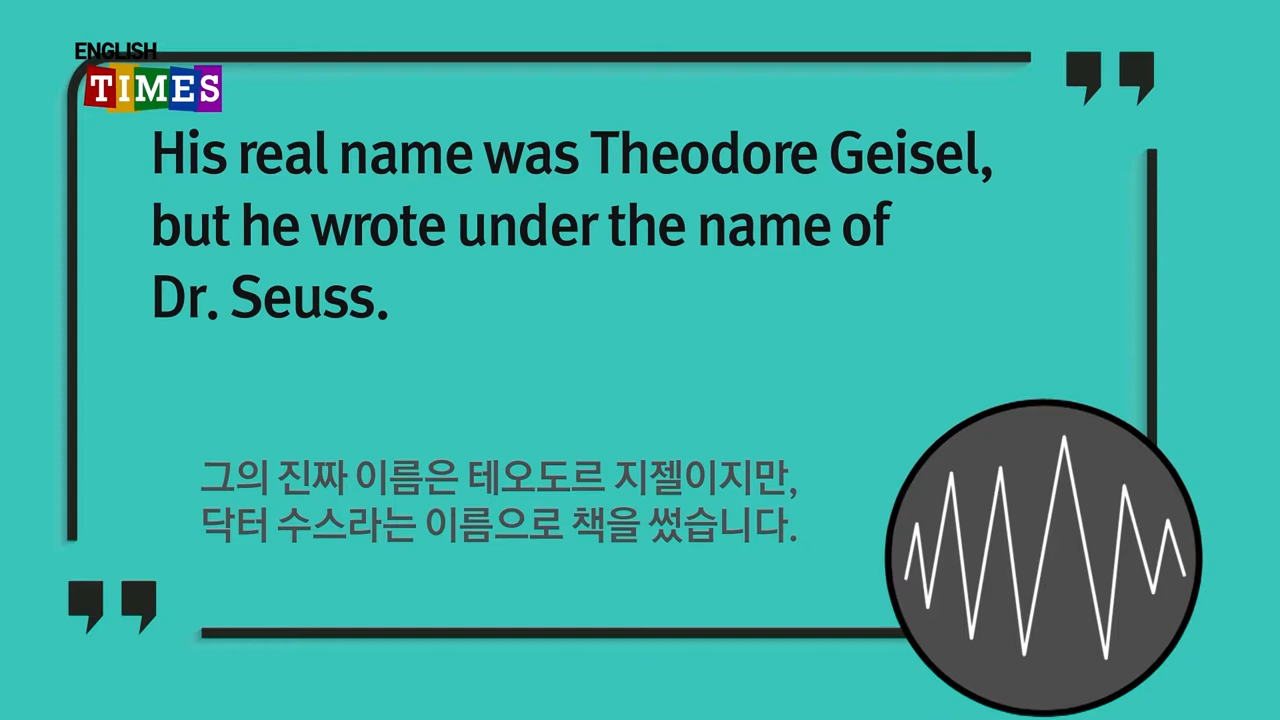 ENGLISH
TIMES
His real name was Theodore Geisel,
but he wrote under the name of
Dr. Seuss.
그의 진짜 이름은 테오도르 지젤이지만,
닥터 수스라는 이름으로 책을 썼습니다.